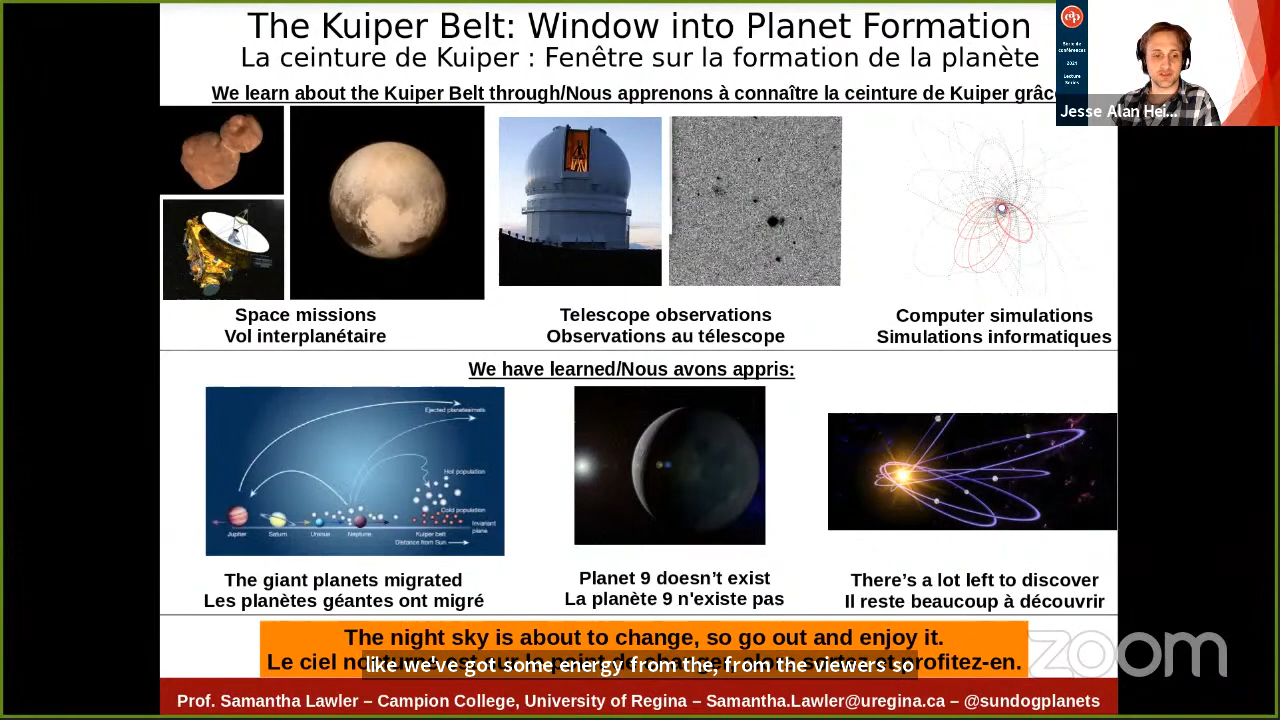 The Kuiper Belt: Window into Planet Formation
La ceinture de Kuiper : Fenêtre sur la formation de la planète
We learn about the Kuiper Belt through/Nous apprenons à connaître la ceinture de Kuiper grâc
Série de
conférences
2021
Lecture
Series
Jesse Alan Hei...
Space missions
Vol interplanétaire
Telescope observations
Observations au télescope
Computer simulations
Simulations informatiques
We have learned/Nous avons appris:
Ejected planetesimals
Hot population
Cold population
Invariant
plane
Jupiter Saturn Uranus Neptune Kuiper belt
Distance from Sun
The giant planets migrated
Les planètes géantes ont migré
Planet 9 doesn't exist
La planète 9 n'existe pas
There's a lot left to discover
Il reste beaucoup à découvrir
The night sky is about to change, so go out and enjoy it.
Le ciel profitez-en.
like we've got some energy from the, from the viewers so
zoom
Prof. Samantha Lawler – Campion College, University of Regina – Samantha.Lawler@uregina.ca – @sundogplanets